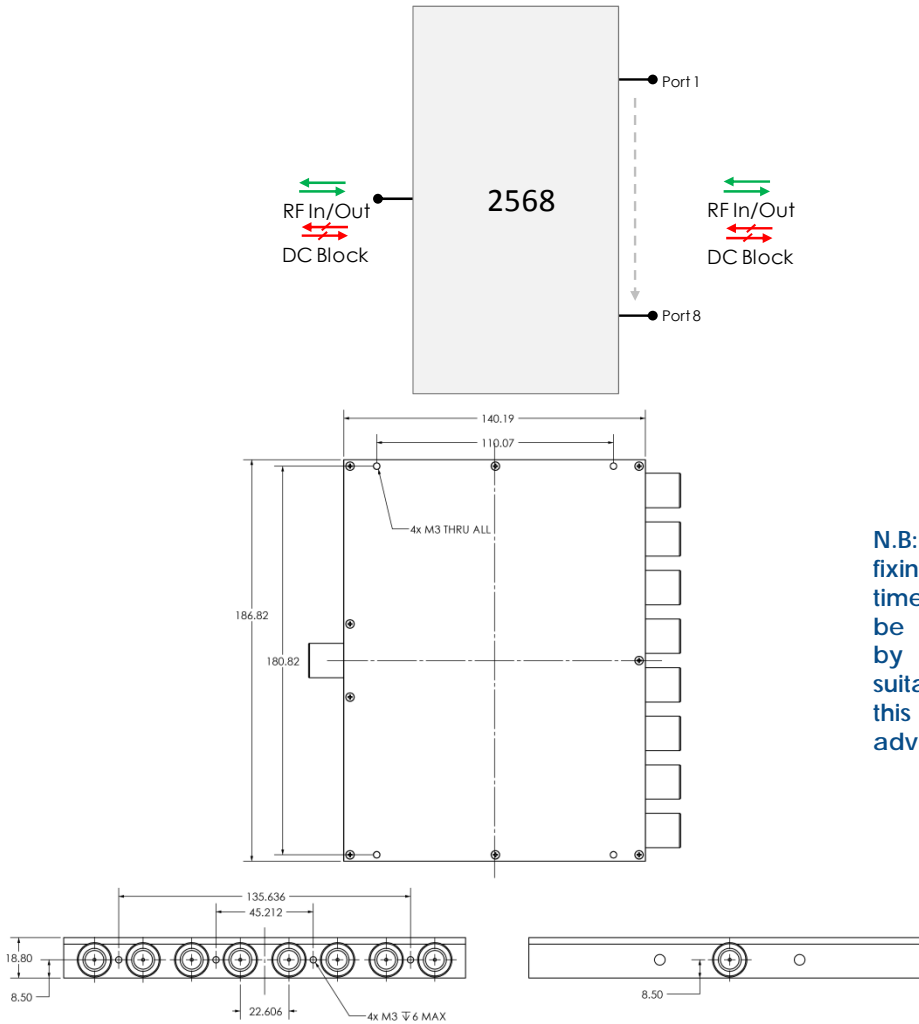 Port 1
2568
RF In/Out
DC Block
RF In/Out
DC Block
Port 8
140.19
110.07
4x M3 THRU ALL
186.82
180.82
N.B:
fixin
time
be
by
suita
this
adv
135.636
45.212
18.80
8.50
22.606
4x M3 ↧6 MAX
8.50